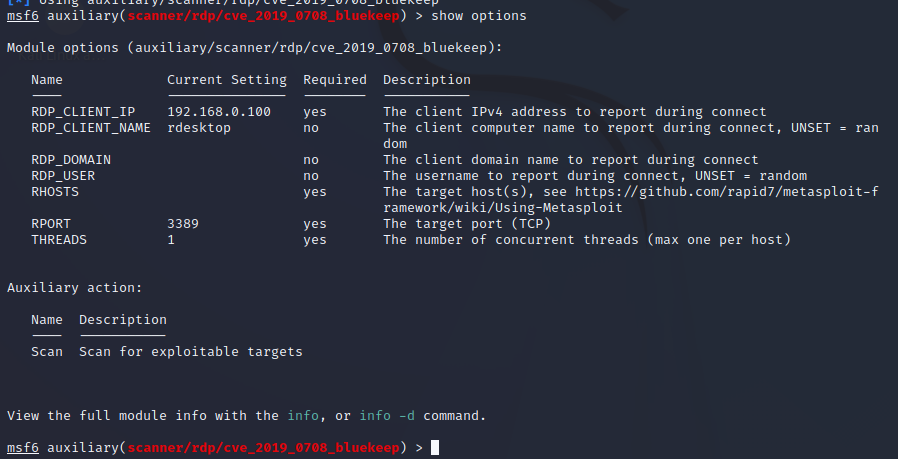 [*] Using auxiliary/scanner/rdp/cve_2019_0708_bluekeep
msf6 auxiliary(scanner/rdp/cve_2019_0708_bluekeep) > show options
Module options (auxiliary/scanner/rdp/cve_2019_0708_bluekeep):
Name Current Setting Required Description
RDP_CLIENT_IP 192.168.0.100 yes The client IPv4 address to report during connect
RDP_CLIENT_NAME rdesktop no The client computer name to report during connect, UNSET = ran
dom
RDP_DOMAIN no The client domain name to report during connect
RDP_USER no The username to report during connect, UNSET = random
RHOSTS yes The target host(s), see https://github.com/rapid7/metasploit-f
ramework/wiki/Using-Metasploit
RPORT 3389 yes The target port (TCP)
THREADS 1 yes The number of concurrent threads (max one per host)
Auxiliary action:
Name Description
Scan Scan for exploitable targets
View the full module info with the info, or info -d command.
msf6 auxiliary(scanner/rdp/cve_2019_0708_bluekeep) >